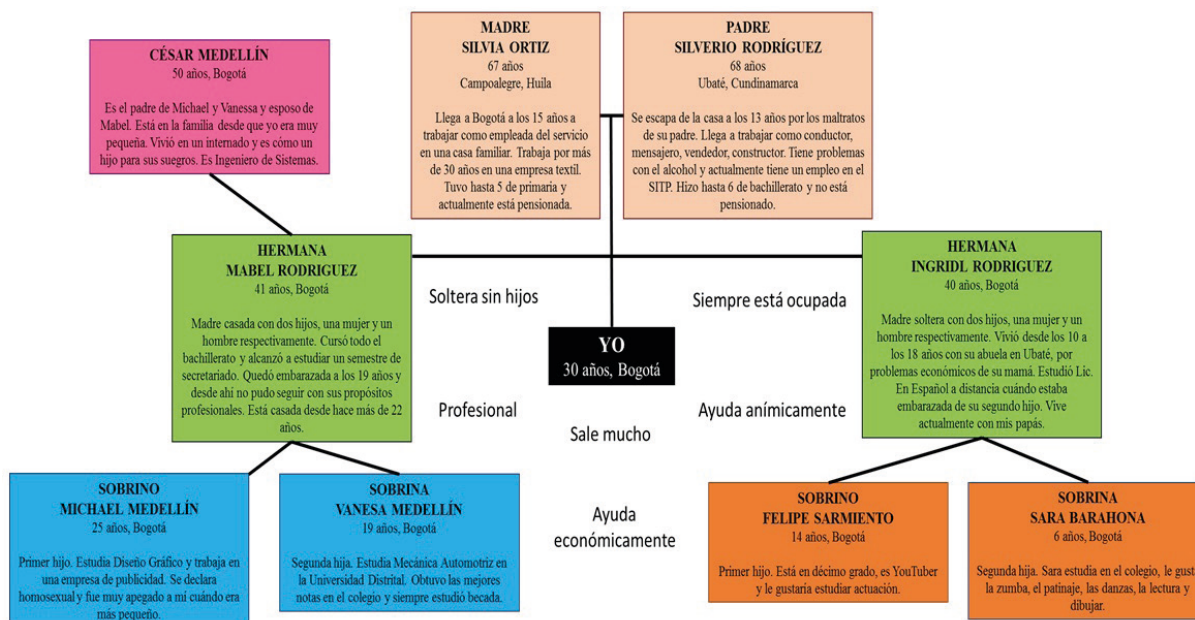 CÉSAR MEDELLÍN
50 años, Bogotá
Es el padre de Michael y Vanessa y esposo de
Mabel. Está en la familia desde que yo era muy
pequeña. Vivió en un internado y es cómo un
hijo para sus suegros. Es Ingeniero de Sistemas.
MADRE
SILVIA ORTIZ
67 años
Campoalegre, Huila
Llega a Bogotá a los 15 años a
trabajar como empleada del servicio
en una casa familiar. Trabaja por más
de 30 años en una empresa textil.
Tuvo hasta 5 de primaria y
actualmente está pensionada.
PADRE
SILVERIO RODRÍGUEZ
68 años
Ubaté, Cundinamarca
Se escapa de la casa a los 13 años por los maltratos
de su padre. Llega a trabajar como conductor,
mensajero, vendedor, constructor. Tiene problemas
con el alcohol y actualmente tiene un empleo en el
SITP. Hizo hasta 6 de bachillerato y no está
pensionado.
HERMANA
MABEL RODRIGUEZ
41 años, Bogotá
Madre casada con dos hijos, una mujer y un
hombre respectivamente. Cursó todo el
bachillerato y alcanzó a estudiar un semestre de
secretariado. Quedó embarazada a los 19 años y
desde ahí no pudo seguir con sus propósitos
profesionales. Está casada desde hace más de 22
años.
Soltera sin hijos
Siempre está ocupada
YO
30 años, Bogotá
Profesional
Ayuda anímicamente
Sale mucho
Ayuda
económicamente
HERMANA
INGRIDL RODRIGUEZ
40 años, Bogotá
Madre soltera con dos hijos, una mujer y un
hombre respectivamente. Vivió desde los 10 a
los 18 años con su abuela en Ubaté, por
problemas económicos de su mamá. Estudió Lic.
En Español a distancia cuándo estaba
embarazada de su segundo hijo. Vive
actualmente con mis papás.
SOBRINO
MICHAEL MEDELLÍN
25 años, Bogotá
Primer hijo. Estudia Diseño Gráfico y trabaja en
una empresa de publicidad. Se declara
homosexual y fue muy apegado a mí cuándo era
más pequeño.
SOBRINA
VANESA MEDELLÍN
19 años, Bogotá
Segunda hija. Estudia Mecánica Automotriz en
la Universidad Distrital. Obtuvo las mejores
notas en el colegio y siempre estudió becada.
SOBRINO
FELIPE SARMIENTO
14 años, Bogotá
Primer hijo. Está en décimo grado, es YouTuber
y le gustaría estudiar actuación.
SOBRINA
SARA BARAHONA
6 años, Bogotá
Segunda hija. Sara estudia en el colegio, le gusta
la zumba, el patinaje, las danzas, la lectura y
dibujar.